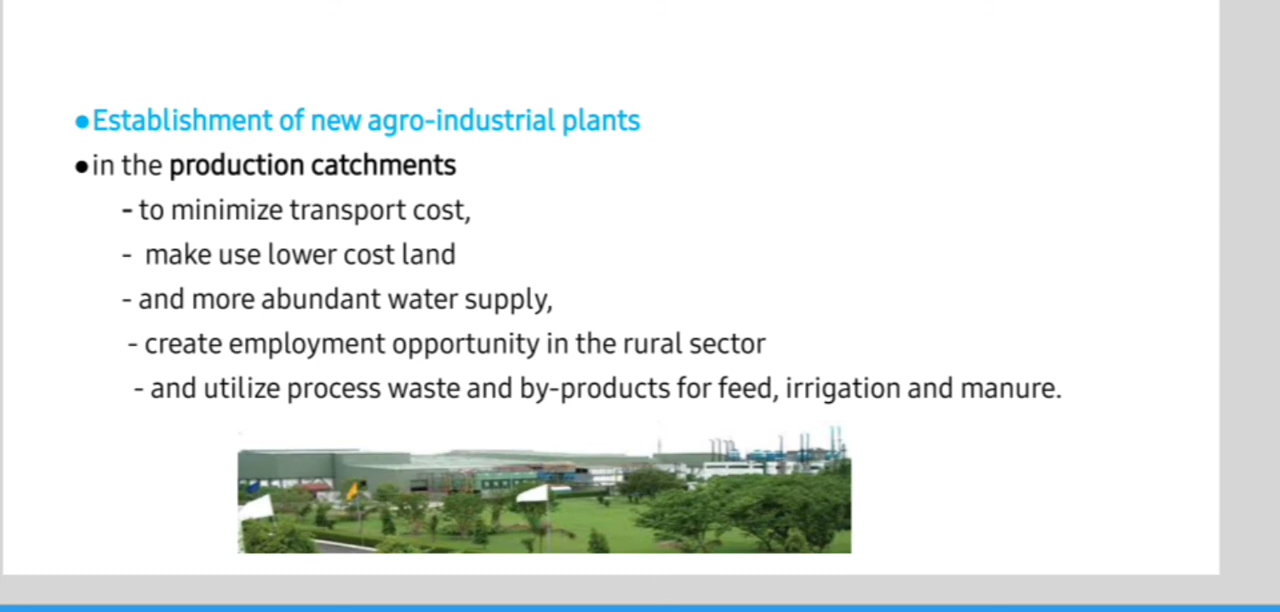 ●Establishment of new agro-industrial plants
●in the production catchments
- to minimize transport cost,
- make use lower cost land
- and more abundant water supply,
- create employment opportunity in the rural sector
- and utilize process waste and by-products for feed, irrigation and manure.